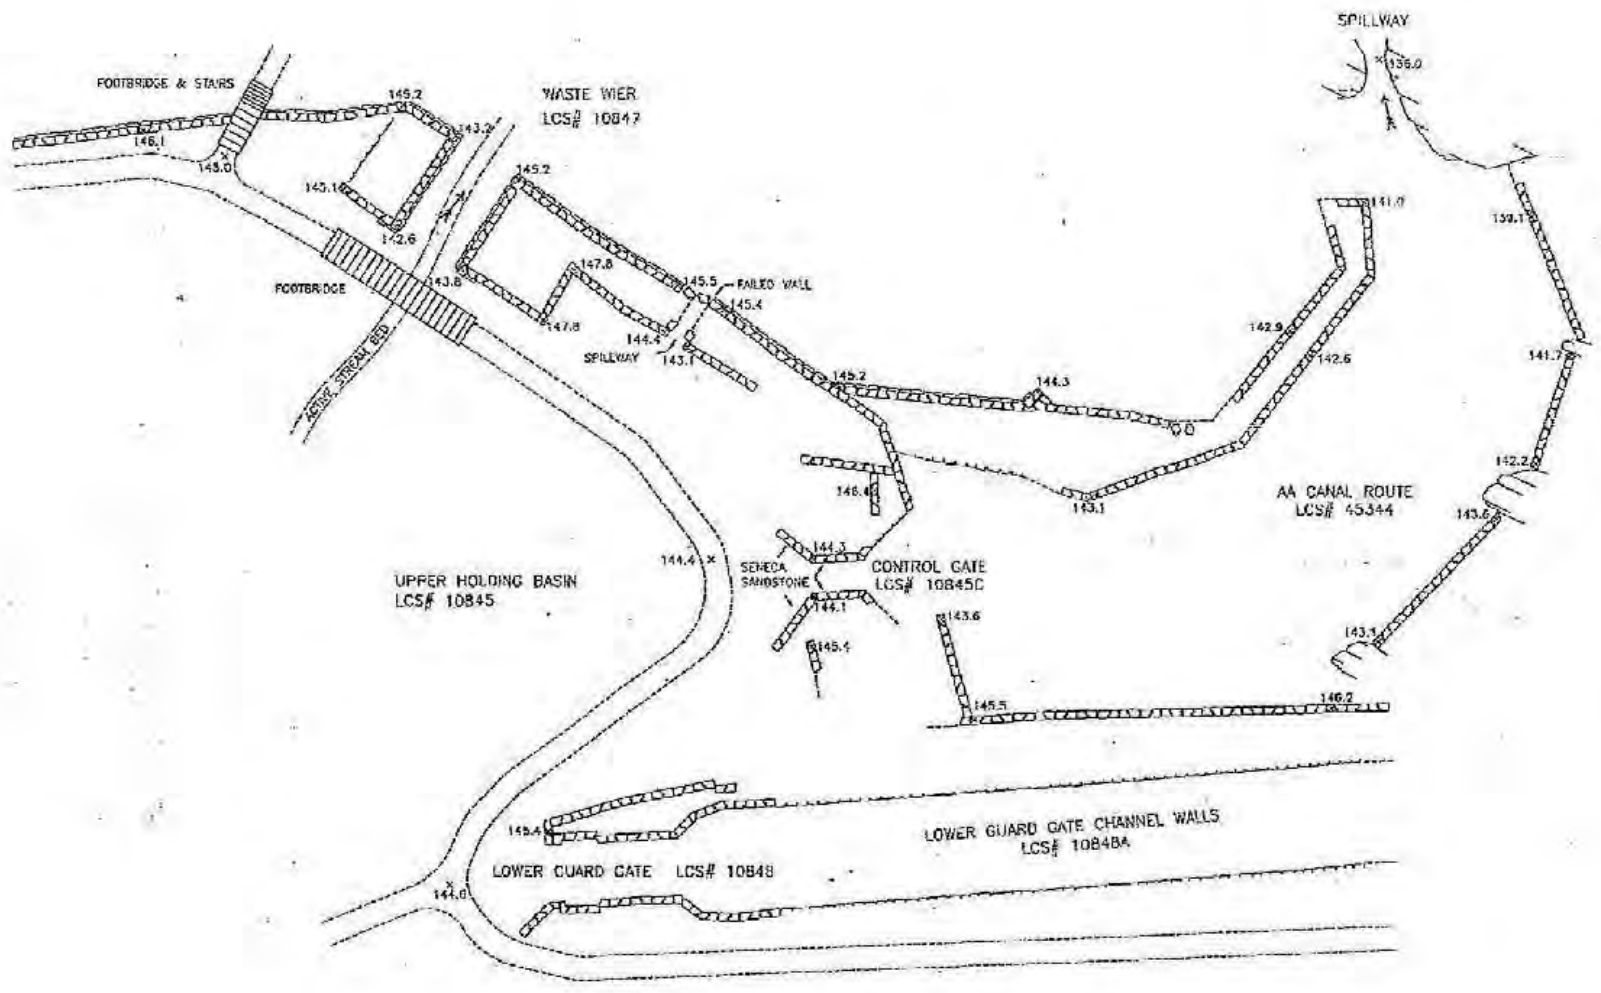 SPILLWAY
136.0
FOOTBRIDGE & STAIRS
145.2
WASTE WIER
LCS# 10847
143.2
146.1
145.0
145.1
142.6
145.2
141.0
139.1
FOOTBRIDGE
143.8
147.8
145.5
FAILED WALL
145.4
147.8
144.4
SPILLWAY
143.1
142.9
142.6
141.7
ACTIVE STREAM BED
145.2
144.3
142.2
146.4
143.1
AA CANAL ROUTE
LCS# 45344
143.6
144.4
144.3
SENECA
SANDSTONE
CONTROL GATE
LCS# 10845C
UPPER HOLDING BASIN
LCS# 10845
144.1
143.6
145.4
143.1
145.5
146.2
145.4
LOWER GUARD GATE CHANNEL WALLS
LCS# 10848A
LOWER GUARD GATE LCS# 10848
144.6